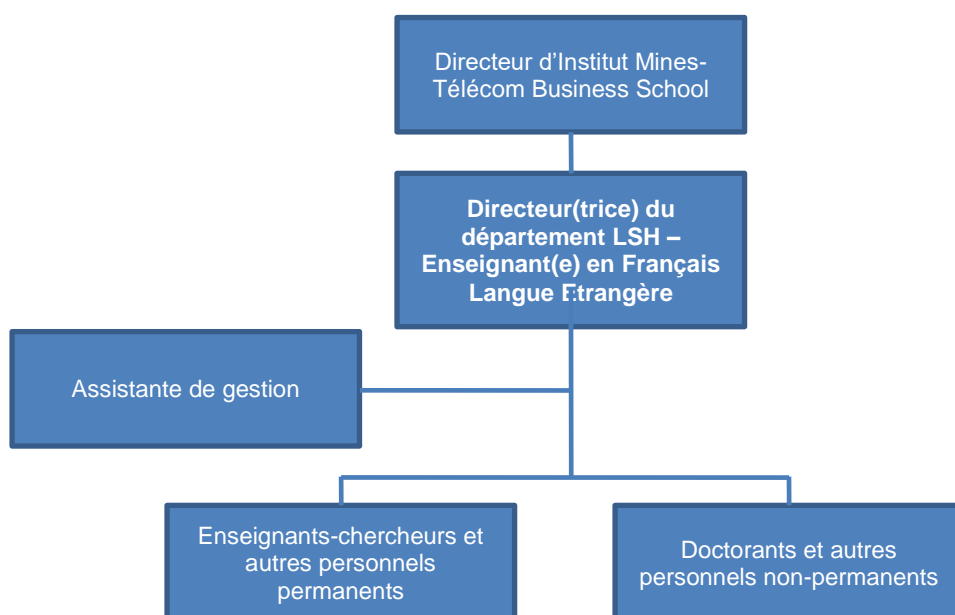 Directeur d’Institut Mines-
Télécom Business School
Directeur(trice) du
département LSH –
Enseignant(e) en Français
Langue Etrangère
Assistante de gestion
Enseignants-chercheurs et
autres personnels
permanents
Doctorants et autres
personnels non-permanents